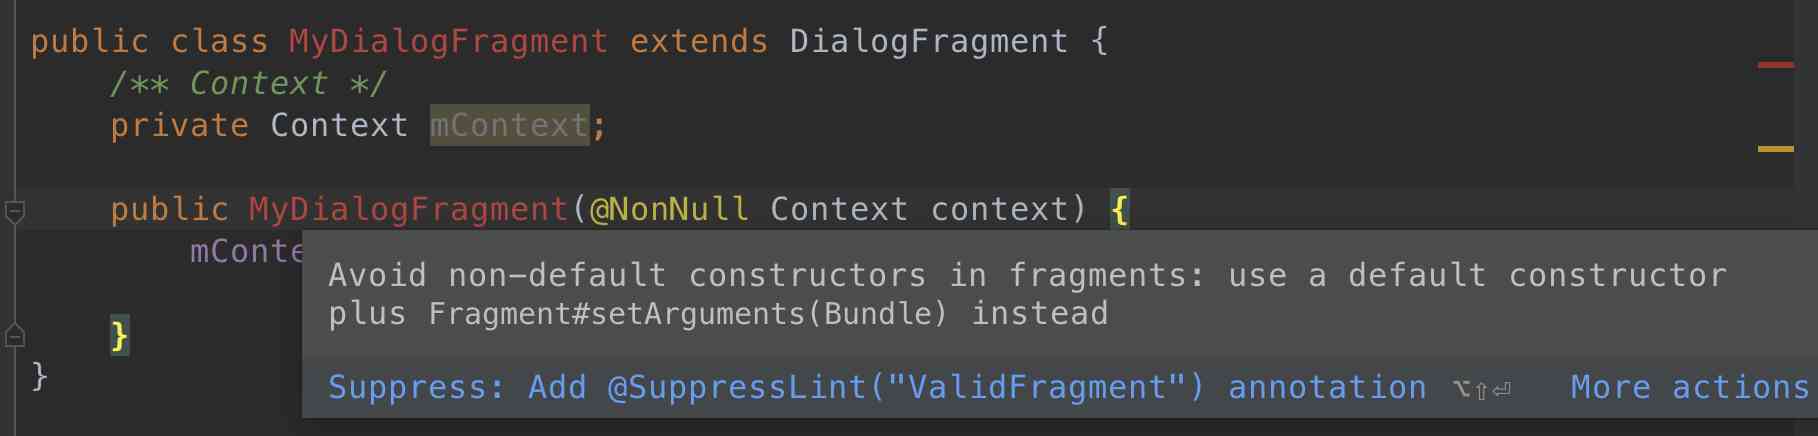 public class MyDialogFragment extends DialogFragment {
/** Context */
private Context mContext;
public MyDialogFragment(@NonNull Context context) {
mConte
Avoid non-default constructors in fragments: use a default constructor
plus Fragment#setArguments(Bundle) instead
}
}
Suppress: Add @SuppressLint("ValidFragment") annotation ⌥⇧⏎ More actions